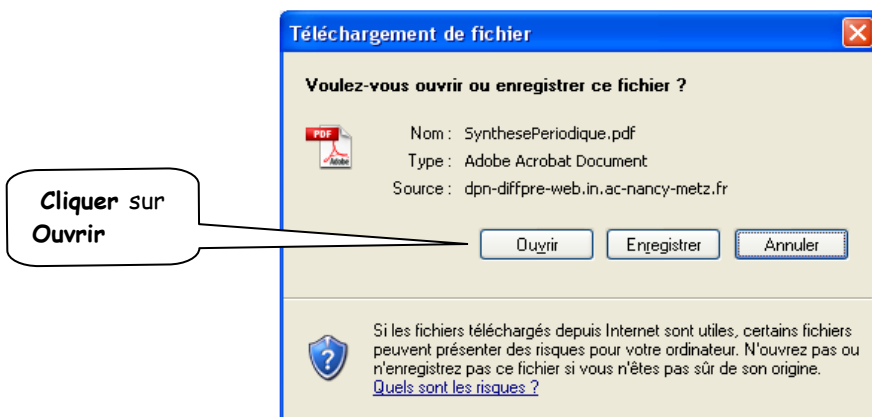 Téléchargement de fichier
Voulez-vous ouvrir ou enregistrer ce fichier ?
PDF
Adobe
Nom : SynthesePeriodique.pdf
Type : Adobe Acrobat Document
Source : dpn-diffpre-web.in.ac-nancy-metz.fr
Cliquer sur
Ouvrir
Ouvrir Enregistrer Annuler
Si les fichiers téléchargés depuis Internet sont utiles, certains fichiers
peuvent présenter des risques pour votre ordinateur. N'ouvrez pas ou
n'enregistrez pas ce fichier si vous n'êtes pas sûr de son origine.
Quels sont les risques ?